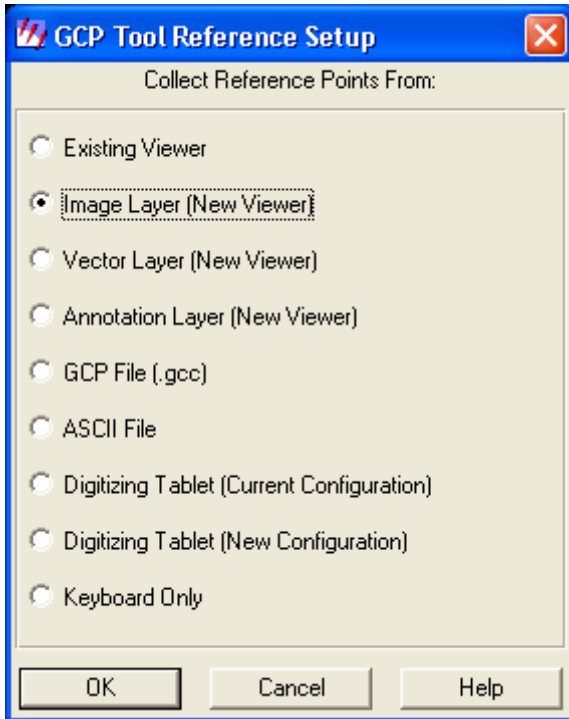 GCP Tool Reference Setup
Collect Reference Points From:
Existing Viewer
Image Layer (New Viewer)
Vector Layer (New Viewer)
Annotation Layer (New Viewer)
GCP File (.gcc)
ASCII File
Digitizing Tablet (Current Configuration)
Digitizing Tablet (New Configuration)
Keyboard Only
OK Cancel Help